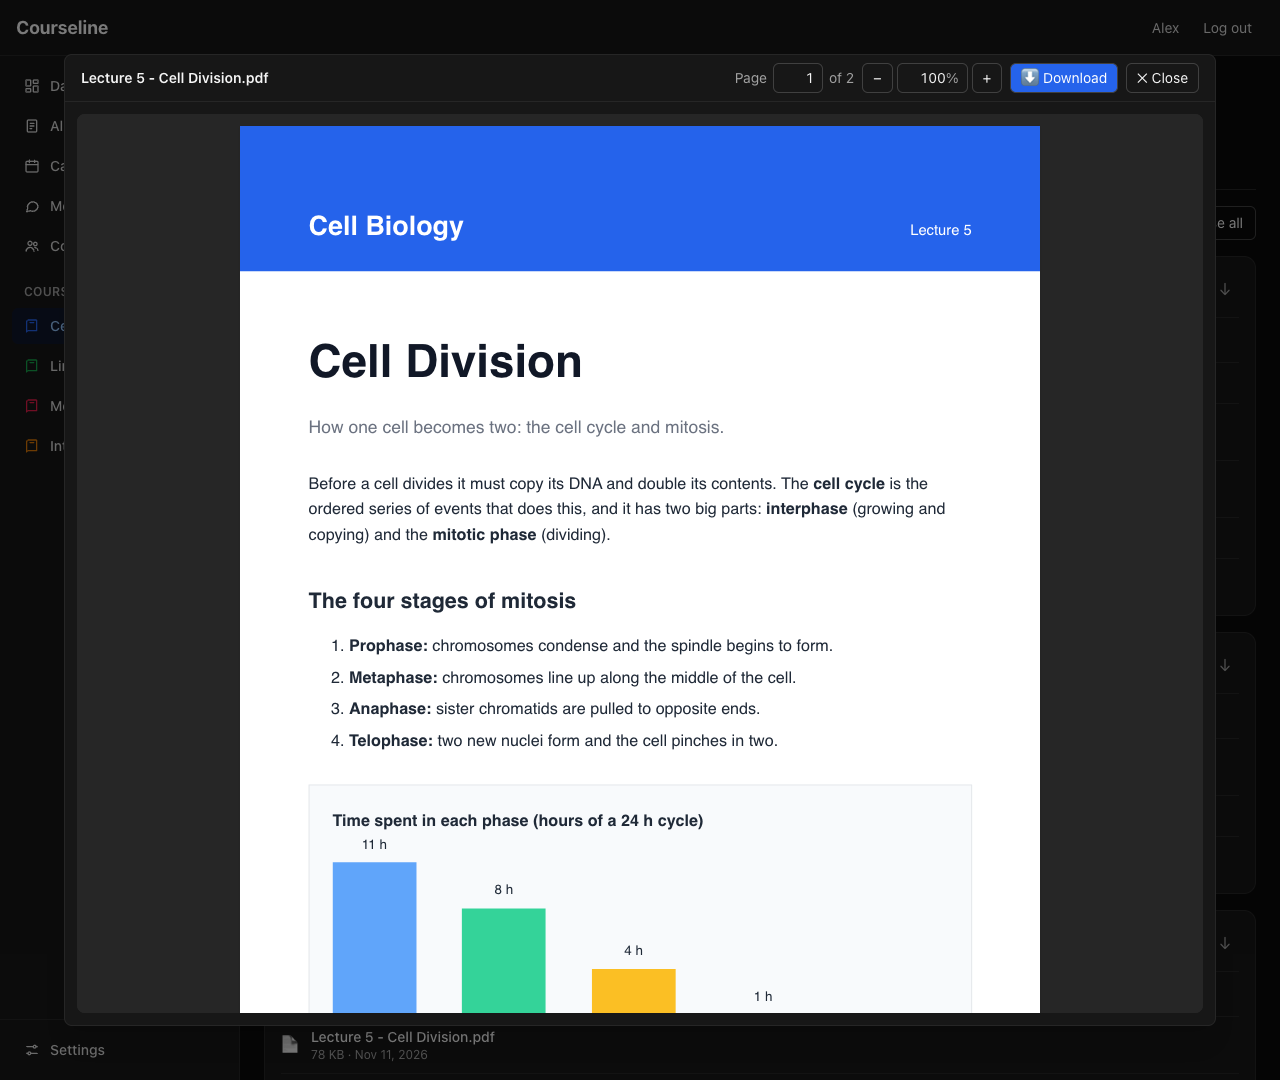 Courseline
Alex
Log out
Lecture 5 - Cell Division.pdf
Page 1 of 2
−
100%
+
Download
Close
Cell Biology
Lecture 5
Cell Division
How one cell becomes two: the cell cycle and mitosis.
Before a cell divides it must copy its DNA and double its contents. The cell cycle is the
ordered series of events that does this, and it has two big parts: interphase (growing and
copying) and the mitotic phase (dividing).
The four stages of mitosis
1. Prophase: chromosomes condense and the spindle begins to form.
2. Metaphase: chromosomes line up along the middle of the cell.
3. Anaphase: sister chromatids are pulled to opposite ends.
4. Telophase: two new nuclei form and the cell pinches in two.
Time spent in each phase (hours of a 24 h cycle)
11 h
8 h
4 h
1 h
all
Settings
Lecture 5 - Cell Division.pdf
78 KB · Nov 11, 2026